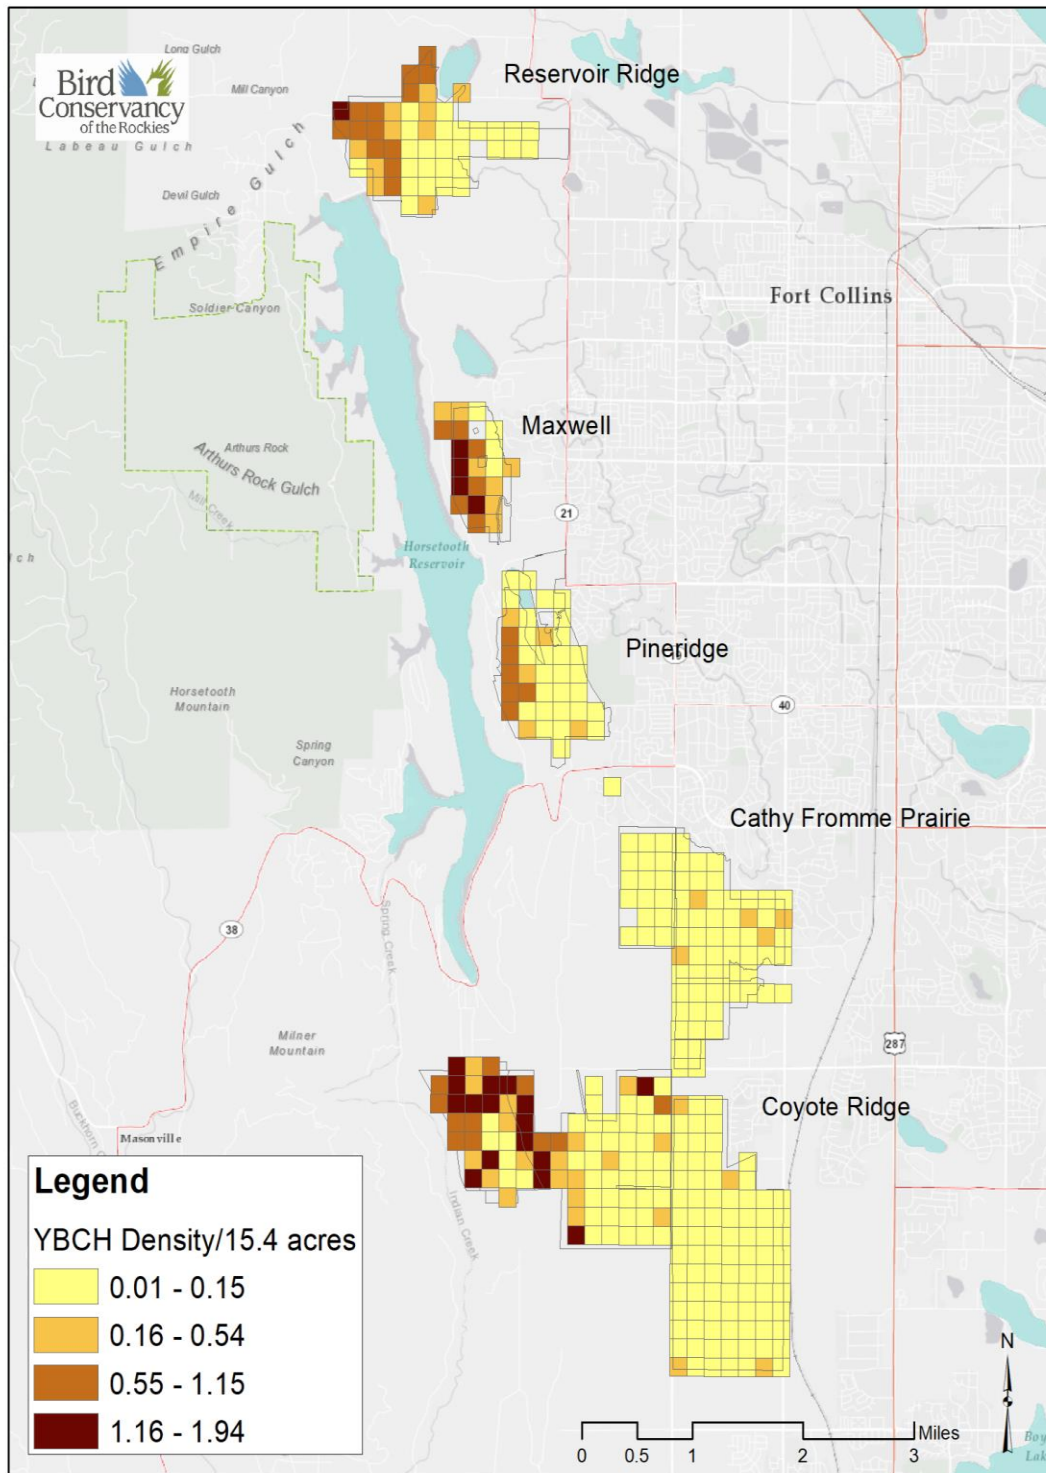 Bird
Conservancy
of the Rockies
Long Gulch
Mill Canyon
Labeau Gulch
Devil Gulch
Empire Gulch
Reservoir Ridge
Soldier Canyon
Fort Collins
Arthurs Rock
Arthurs Rock Gulch
Mill Creek
Maxwell
21
Horsetooth
Reservoir
Pineridge
Horsetooth
Mountain
40
Spring
Canyon
Cathy Fromme Prairie
38
Spring Creek
Milner
Mountain
287
Coyote Ridge
Masonville
Indian Creek
Legend
YBCH Density/15.4 acres
0.01 - 0.15
0.16 - 0.54
0.55 - 1.15
1.16 - 1.94
N
Miles
0 0.5 1 2 3